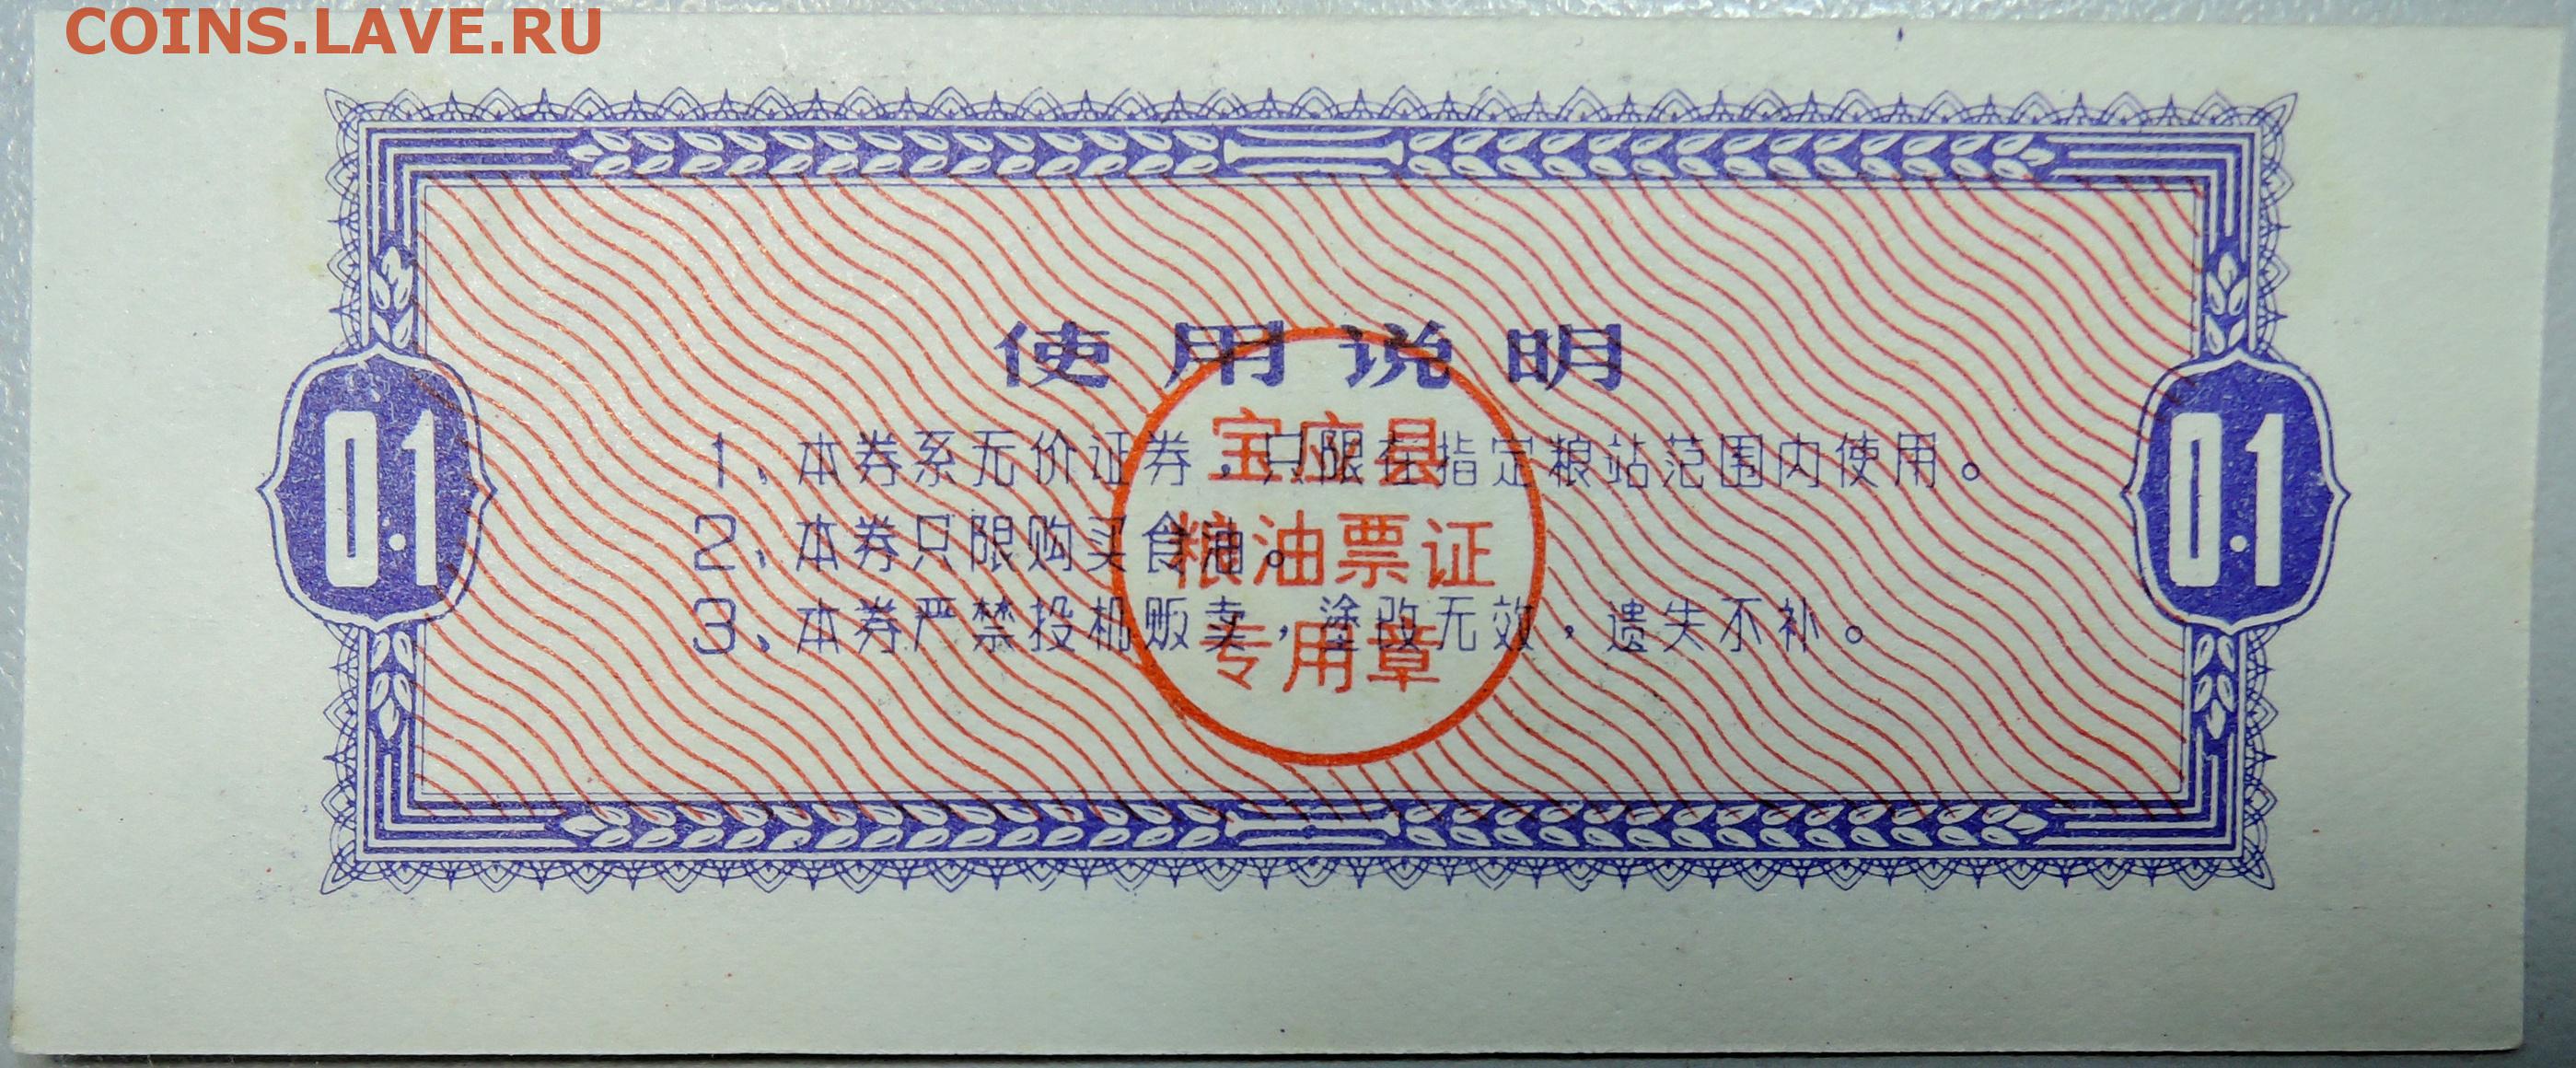 COINS.LAVE.RU
使用说明
0.1
0.1
1、本券系无价证券，只限在指定粮站范围内使用。
2、本券只限购买食油。
3、本券严禁投机贩卖，塗改无效，遗失不补。
宝应县
粮油票证
专用章